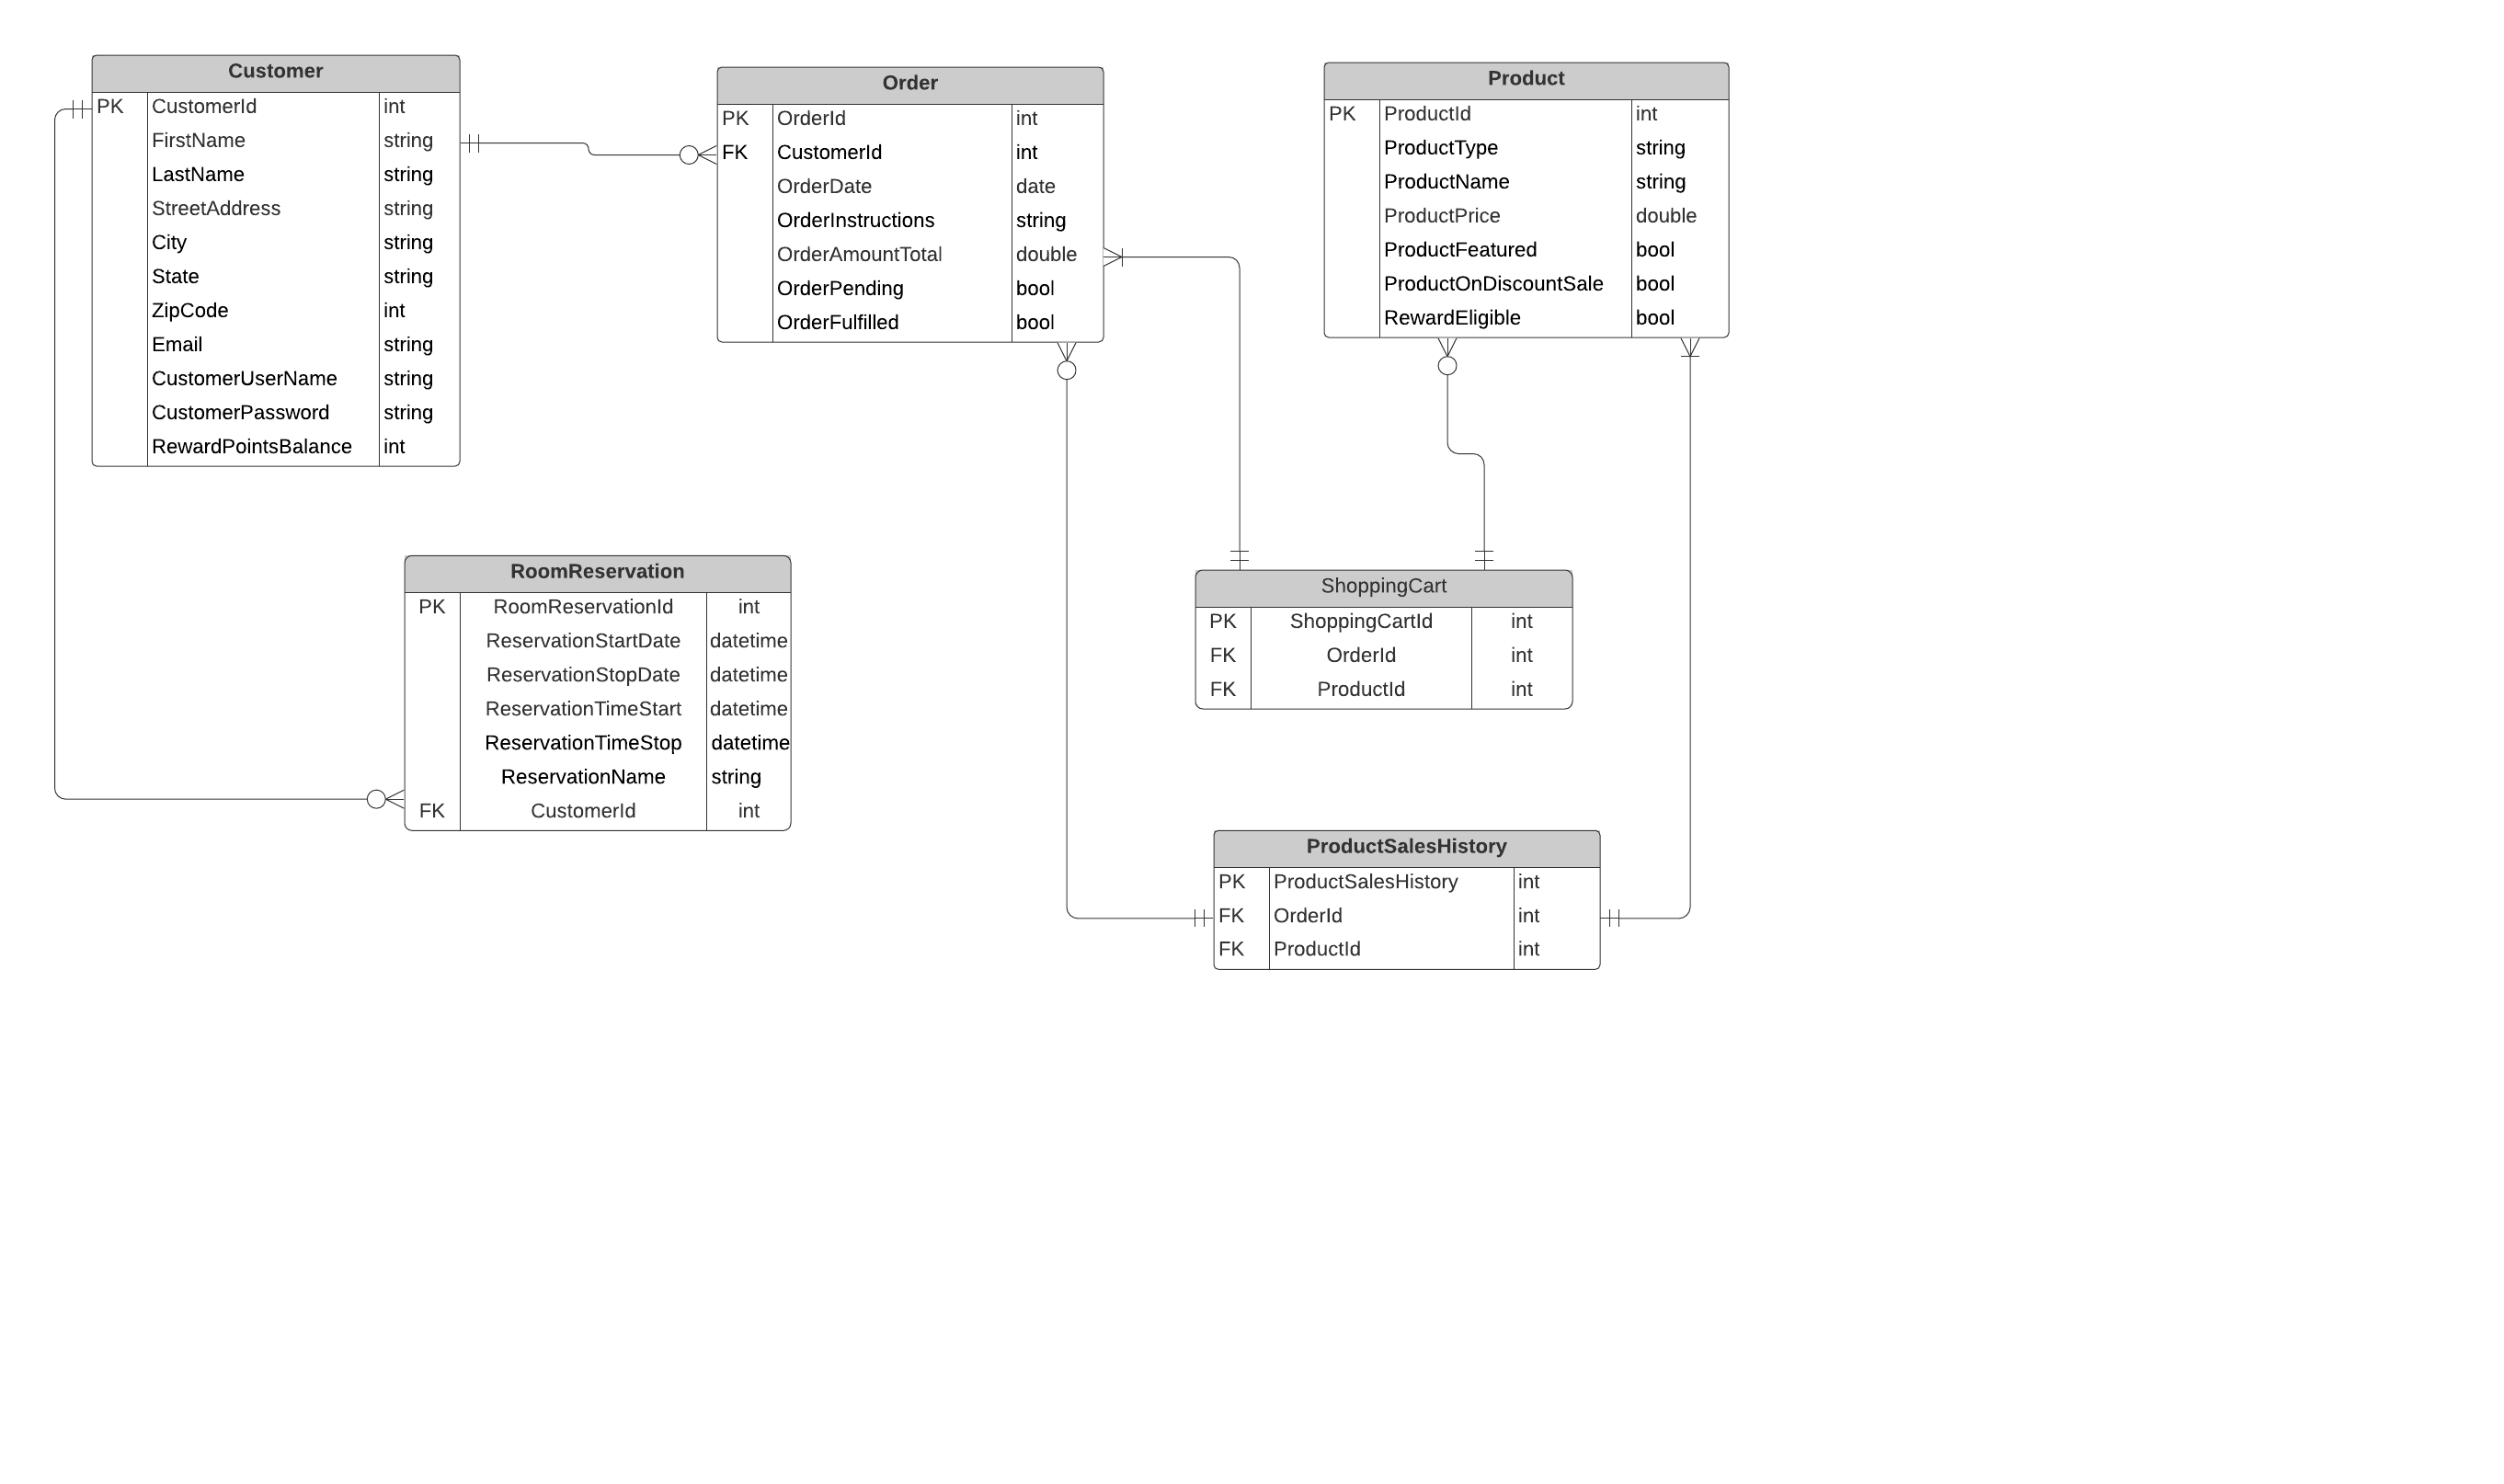 Customer
PK CustomerId int
FirstName string
LastName string
StreetAddress string
City string
State string
ZipCode int
Email string
CustomerUserName string
CustomerPassword string
RewardPointsBalance int
Order
PK OrderId int
FK CustomerId int
OrderDate date
OrderInstructions string
OrderAmountTotal double
OrderPending bool
OrderFulfilled bool
Product
PK ProductId int
ProductType string
ProductName string
ProductPrice double
ProductFeatured bool
ProductOnDiscountSale bool
RewardEligible bool
RoomReservation
PK RoomReservationId int
ReservationStartDate datetime
ReservationStopDate datetime
ReservationTimeStart datetime
ReservationTimeStop datetime
ReservationName string
FK CustomerId int
ShoppingCart
PK ShoppingCartId int
FK OrderId int
FK ProductId int
ProductSalesHistory
PK ProductSalesHistory int
FK OrderId int
FK ProductId int